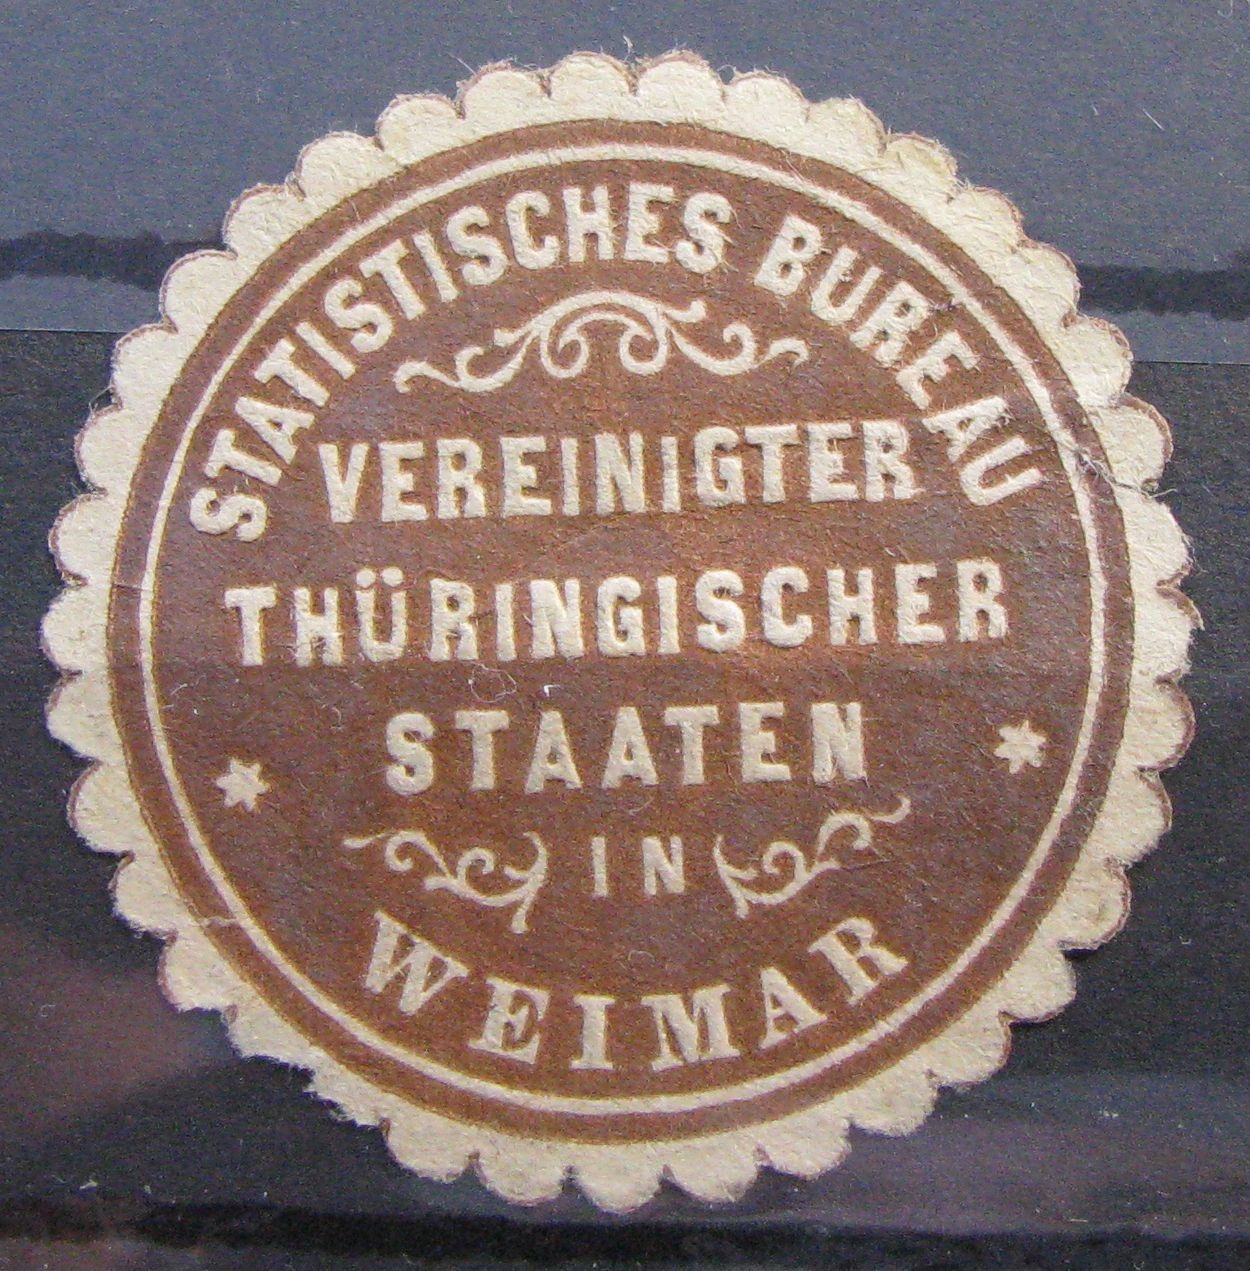 STATISTISCHES BUREAU
VEREINIGTER
THÜRINGISCHER
STAATEN
IN
WEIMAR